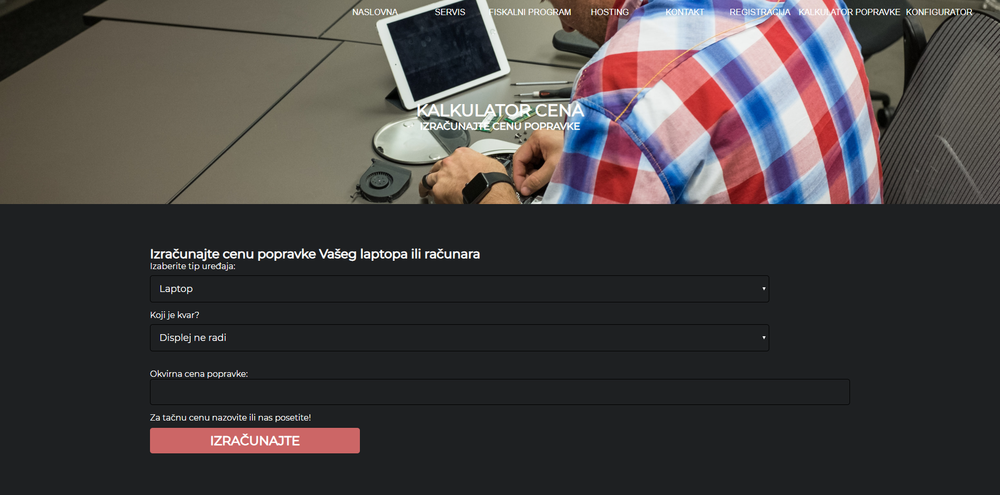 NASLOVNA SERVIS FISKALNI PROGRAM HOSTING KONTAKT REGISTRACIJA KALKULATOR POPRAVKE KONFIGURATOR
KALKULATOR CENA
IZRAČUNAJTE CENU POPRAVKE
Izračunajte cenu popravke Vašeg laptopa ili računara
Izaberite tip uređaja:
Laptop
Koji je kvar?
Displej ne radi
Okvirna cena popravke:
Za tačnu cenu nazovite ili nas posetite!
IZRAČUNAJTE